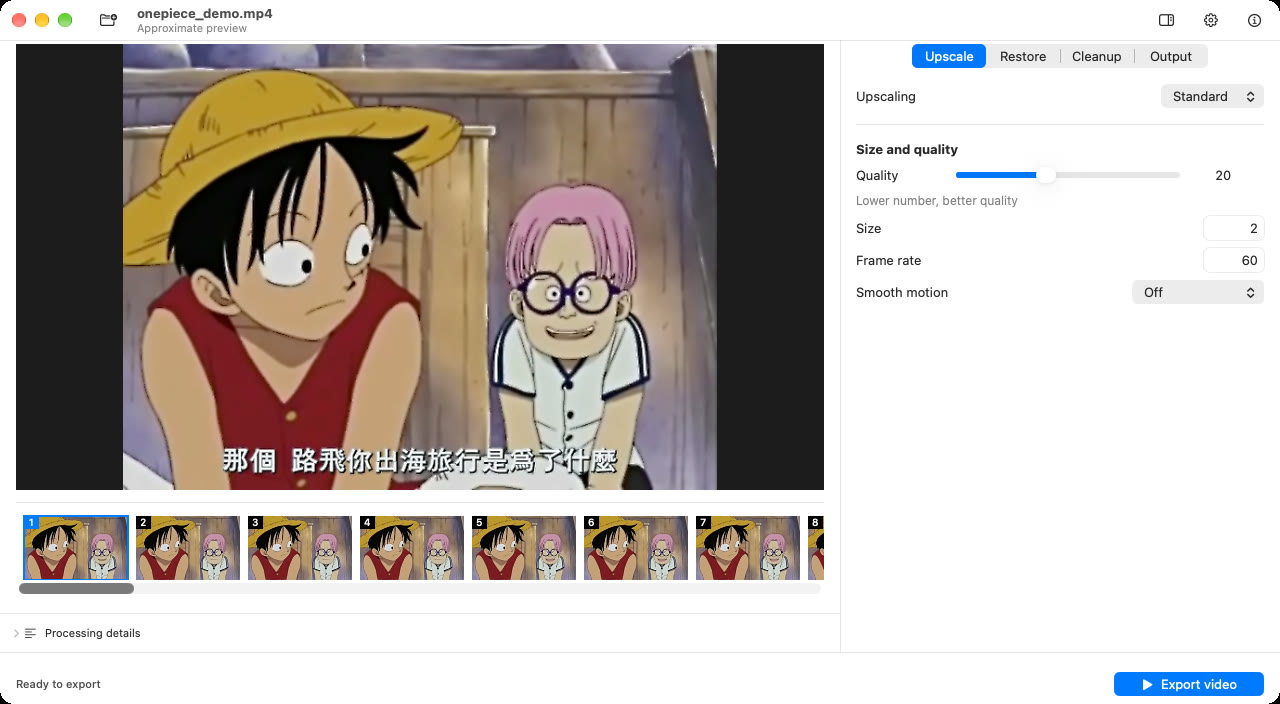 onepiece_demo.mp4
Approximate preview
Upscale Restore Cleanup Output
Upscaling Standard
Size and quality
Quality 20
Lower number, better quality
Size 2
Frame rate 60
Smooth motion Off
那個 路飛你出海旅行是爲了什麼
1 2 3 4 5 6 7 8
Processing details
Ready to export
Export video